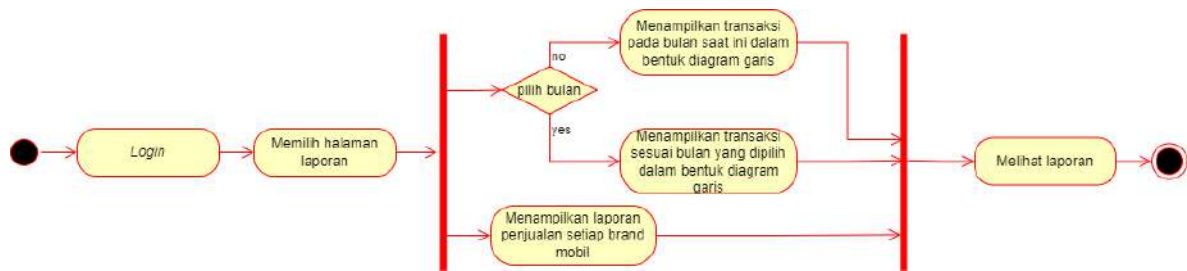 Login
Memilih halaman
laporan
pilih bulan
no
Menampilkan transaksi
pada bulan saat ini dalam
bentuk diagram garis
yes
Menampilkan transaksi
sesuai bulan yang dipilih
dalam bentuk diagram
garis
Menampilkan laporan
penjualan setiap brand
mobil
Melihat laporan